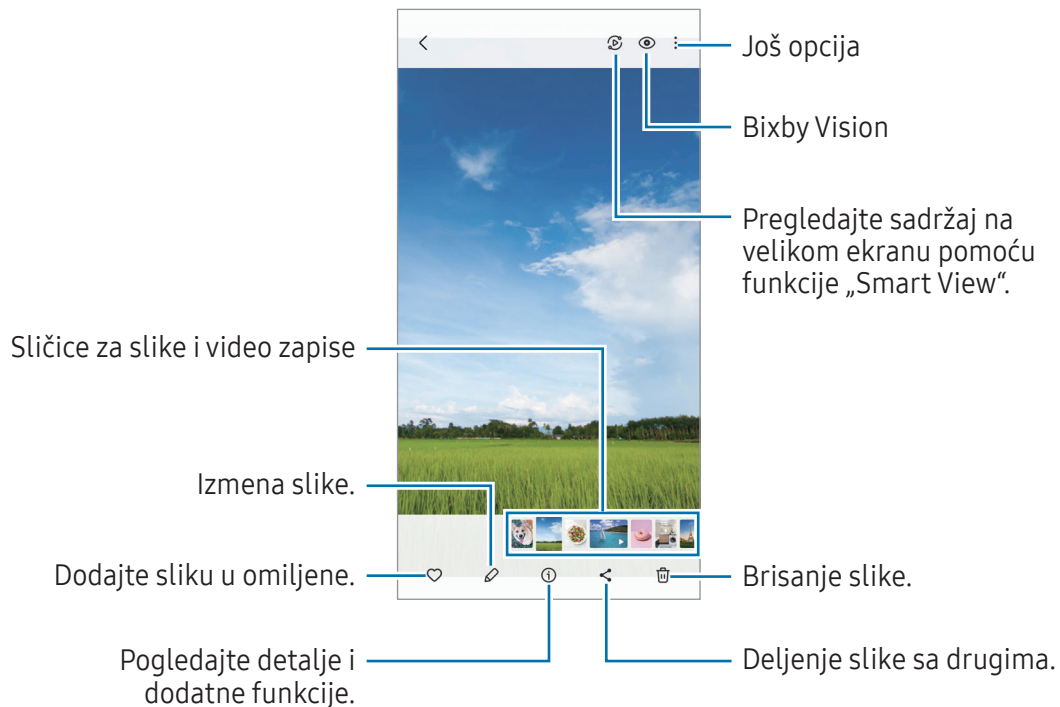 Još opcija
Bixby Vision
Pregledajte sadržaj na
velikom ekranu pomoću
funkcije „Smart View“.
Sličice za slike i video zapise
Izmena slike.
Dodajte sliku u omiljene.
Brisanje slike.
Pogledajte detalje i
dodatne funkcije.
Deljenje slike sa drugima.